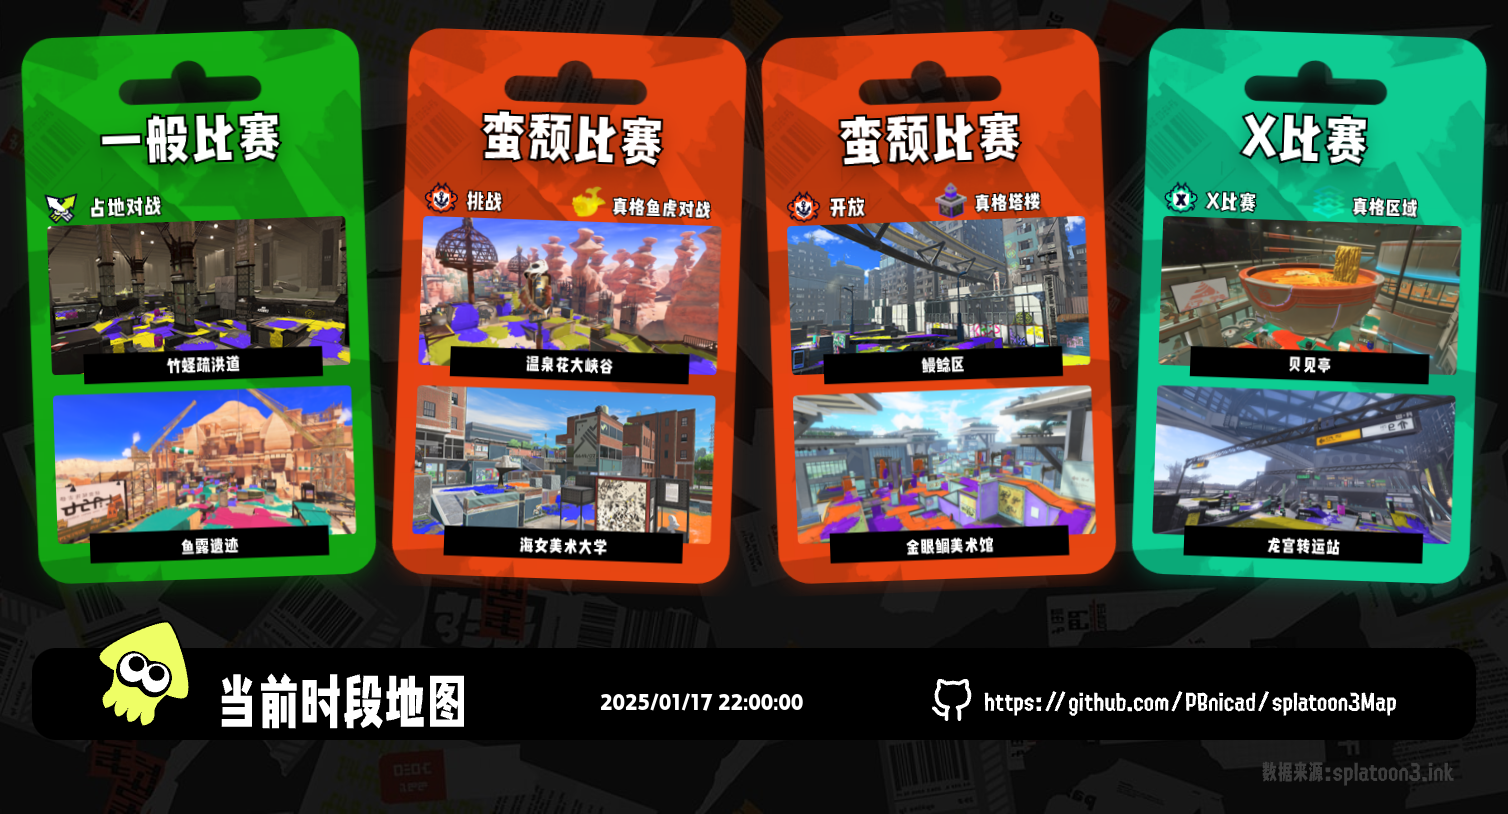 一般比赛
占地对战
竹蛏疏洪道
鱼露遗迹
蛮颓比赛
挑战
真格鱼虎对战
温泉花大峡谷
海女美术大学
蛮颓比赛
开放
真格塔楼
鳗鲶区
金眼鲷美术馆
X比赛
X比赛
真格区域
贝见亭
龙宫转运站
当前时段地图
2025/01/17 22:00:00
https://github.com/PBnicad/splatoon3Map
数据来源:splatoon3.ink